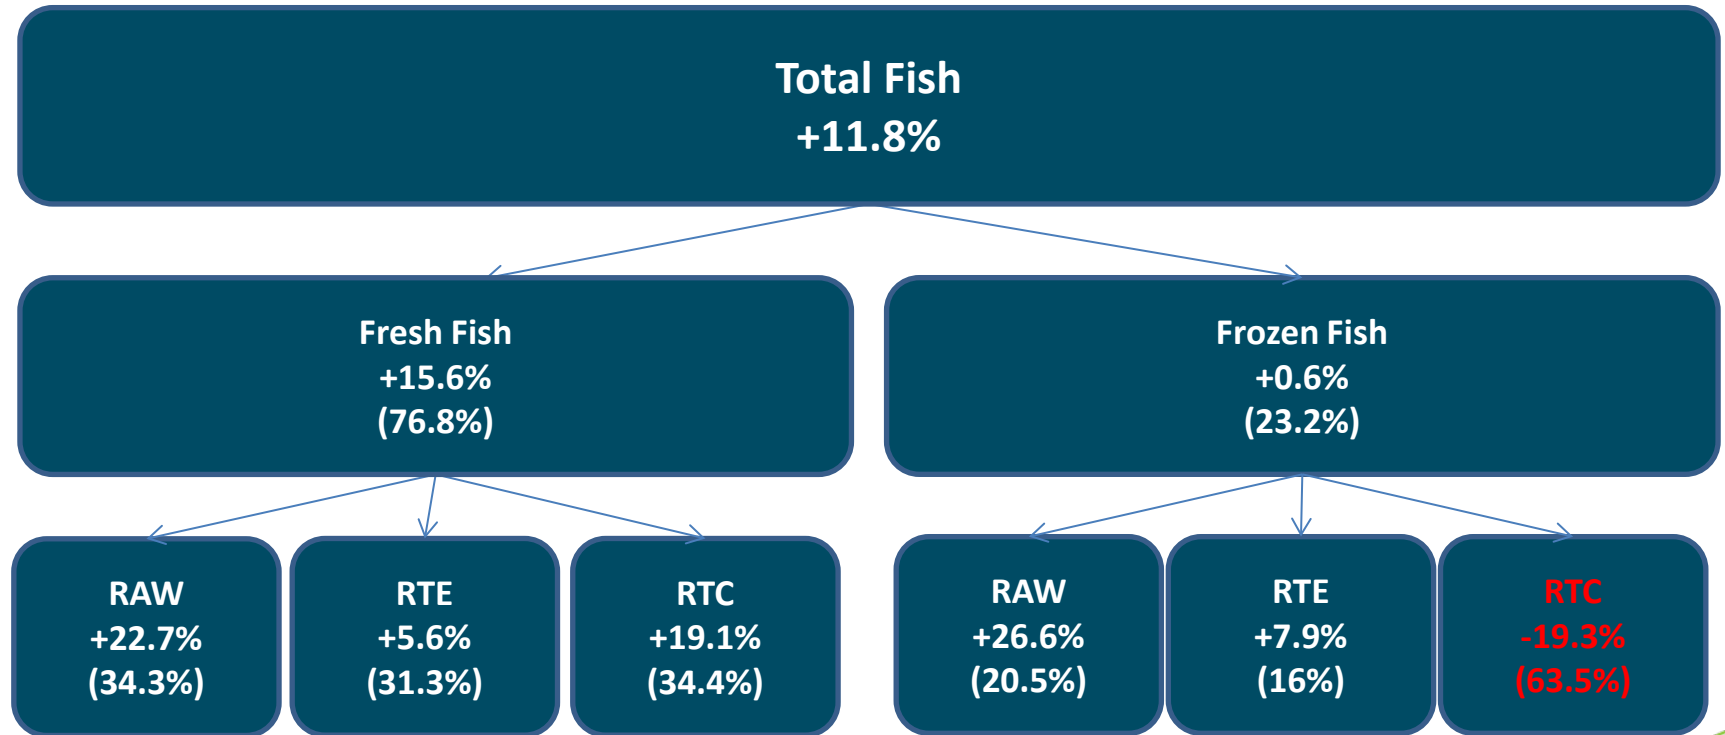 Total Fish
+11.8%
Fresh Fish
+15.6%
(76.8%)
Frozen Fish
+0.6%
(23.2%)
RAW
+22.7%
(34.3%)
RTE
+5.6%
(31.3%)
RTC
+19.1%
(34.4%)
RAW
+26.6%
(20.5%)
RTE
+7.9%
(16%)
RTC
-19.3%
(63.5%)